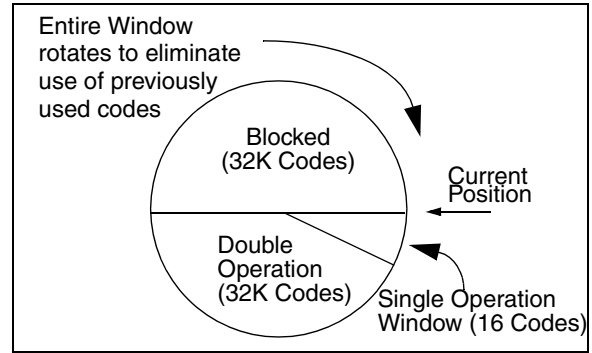 Entire Window
rotates to eliminate
use of previously
used codes
Blocked
(32K Codes)
Current
Position
Double
Operation
(32K Codes)
Single Operation
Window (16 Codes)